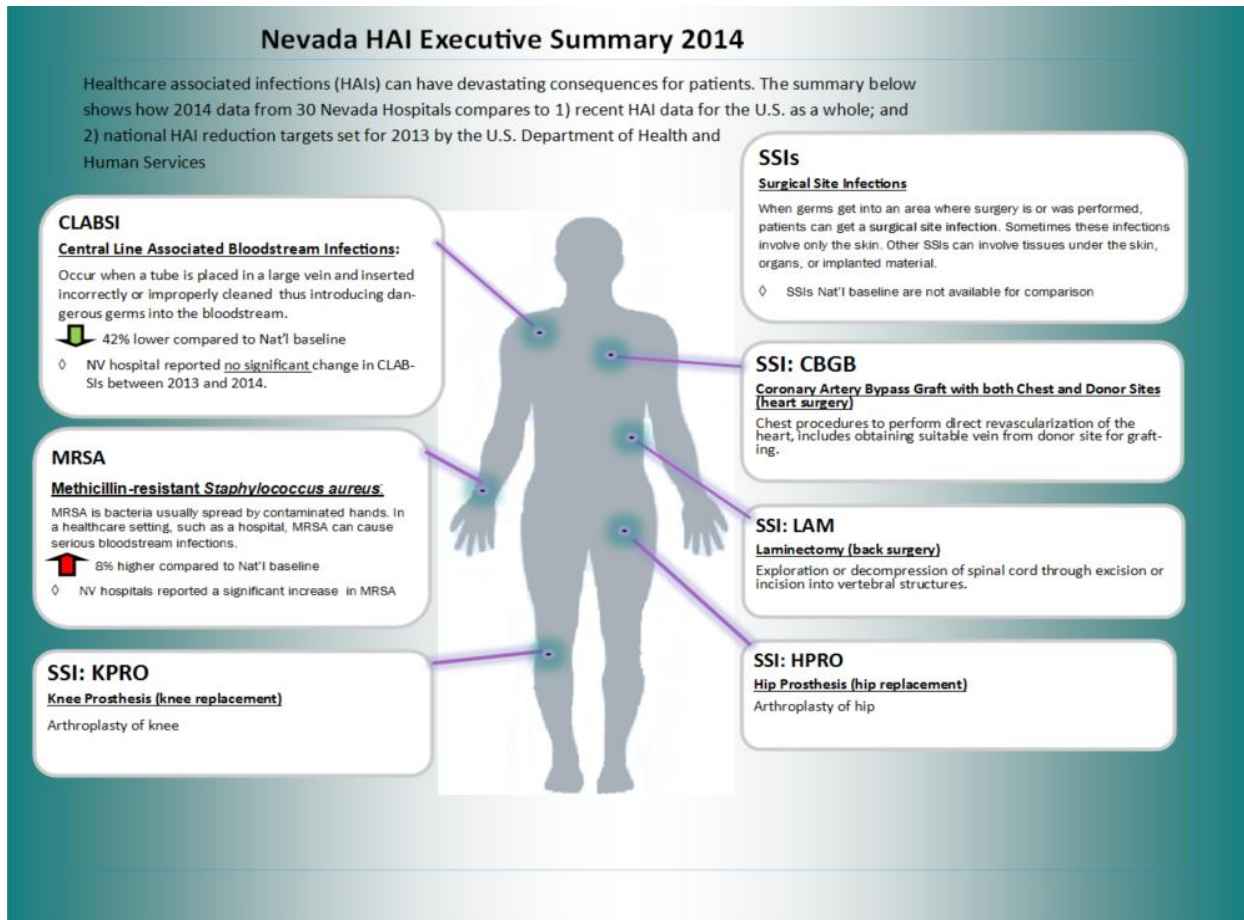 Nevada HAI Executive Summary 2014
Healthcare associated infections (HAIs) can have devastating consequences for patients. The summary below
shows how 2014 data from 30 Nevada Hospitals compares to 1) recent HAI data for the U.S. as a whole; and
2) national HAI reduction targets set for 2013 by the U.S. Department of Health and
Human Services
CLABSI
Central Line Associated Bloodstream Infections:
Occur when a tube is placed in a large vein and inserted
incorrectly or improperly cleaned thus introducing dan-
gerous germs into the bloodstream.
42% lower compared to Nat'l baseline
◊ NV hospital reported no significant change in CLAB-
SIs between 2013 and 2014.
MRSA
Methicillin-resistant Staphylococcus aureus:
MRSA is bacteria usually spread by contaminated hands. In
a healthcare setting, such as a hospital, MRSA can cause
serious bloodstream infections.
8% higher compared to Nat'l baseline
◊ NV hospitals reported a significant increase in MRSA
SSI: KPRO
Knee Prosthesis (knee replacement)
Arthroplasty of knee
SSIs
Surgical Site Infections
When germs get into an area where surgery is or was performed,
patients can get a surgical site infection. Sometimes these infections
involve only the skin. Other SSIs can involve tissues under the skin,
organs, or implanted material.
◊ SSIs Nat'l baseline are not available for comparison
SSI: CBGB
Coronary Artery Bypass Graft with both Chest and Donor Sites
(heart surgery)
Chest procedures to perform direct revascularization of the
heart, includes obtaining suitable vein from donor site for graft-
ing.
SSI: LAM
Laminectomy (back surgery)
Exploration or decompression of spinal cord through excision or
incision into vertebral structures.
SSI: HPRO
Hip Prosthesis (hip replacement)
Arthroplasty of hip